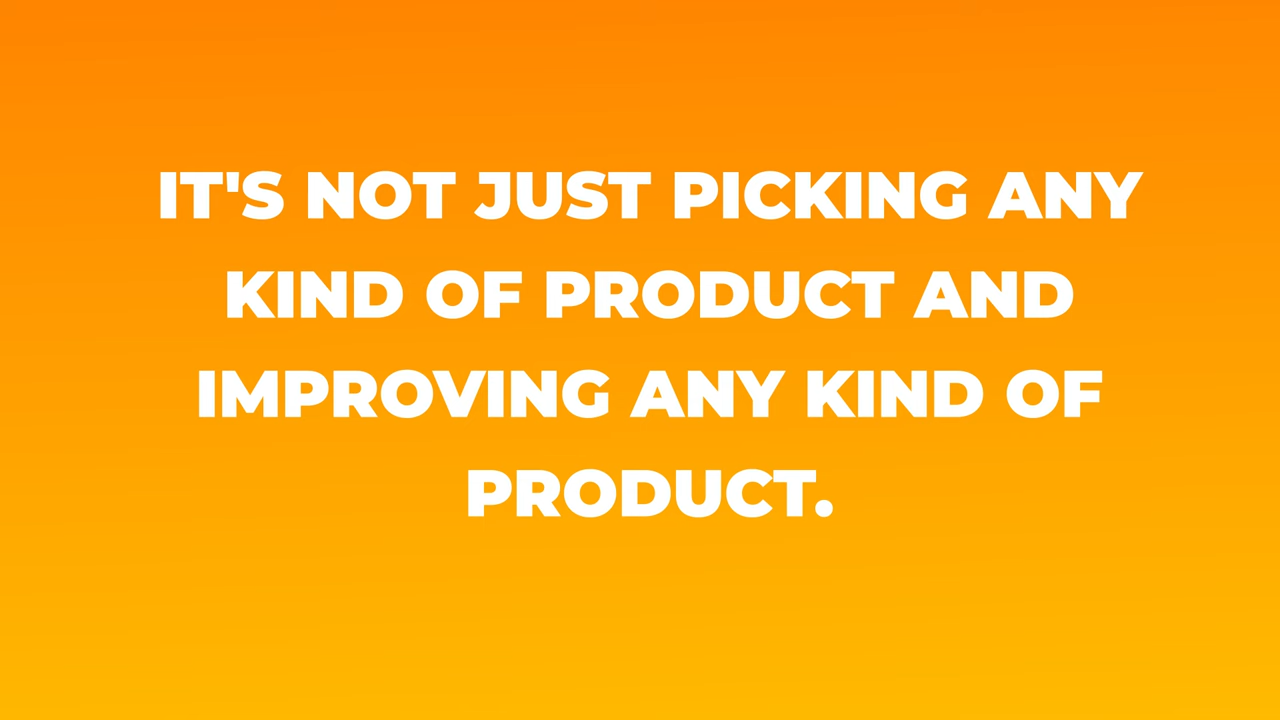 IT'S NOT JUST PICKING ANY
KIND OF PRODUCT AND
IMPROVING ANY KIND OF
PRODUCT.